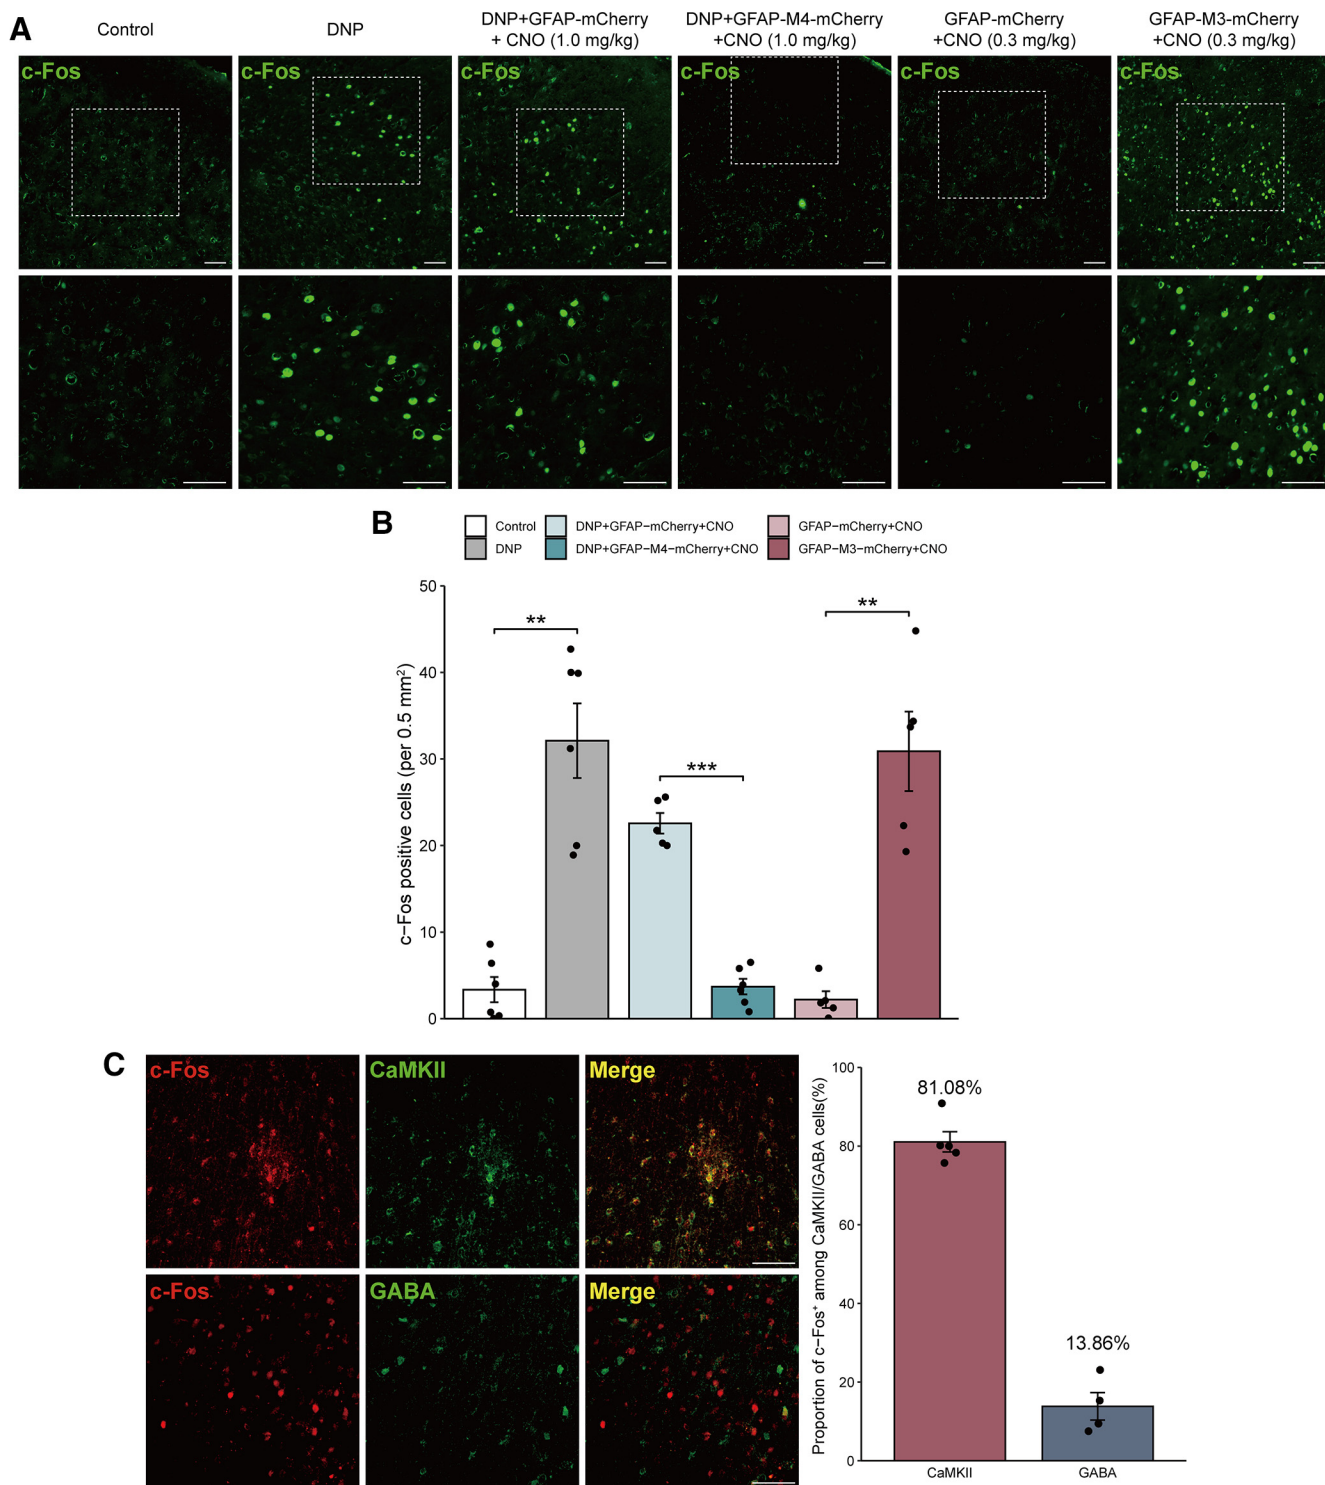 A
Control
DNP
DNP+GFAP-mCherry
+ CNO (1.0 mg/kg)
DNP+GFAP-M4-mCherry
+CNO (1.0 mg/kg)
GFAP-mCherry
+CNO (0.3 mg/kg)
GFAP-M3-mCherry
+CNO (0.3 mg/kg)
c-Fos
c-Fos
c-Fos
c-Fos
c-Fos
c-Fos
B
Control
DNP
DNP+GFAP−mCherry+CNO
DNP+GFAP−M4−mCherry+CNO
GFAP−mCherry+CNO
GFAP−M3−mCherry+CNO
c−Fos positive cells (per 0.5 mm²)
50
40
30
20
10
0
**
***
**
C
c-Fos
CaMKII
Merge
c-Fos
GABA
Merge
Proportion of c−Fos⁺ among CaMKII/GABA cells(%)
100
80
60
40
20
0
81.08%
13.86%
CaMKII
GABA